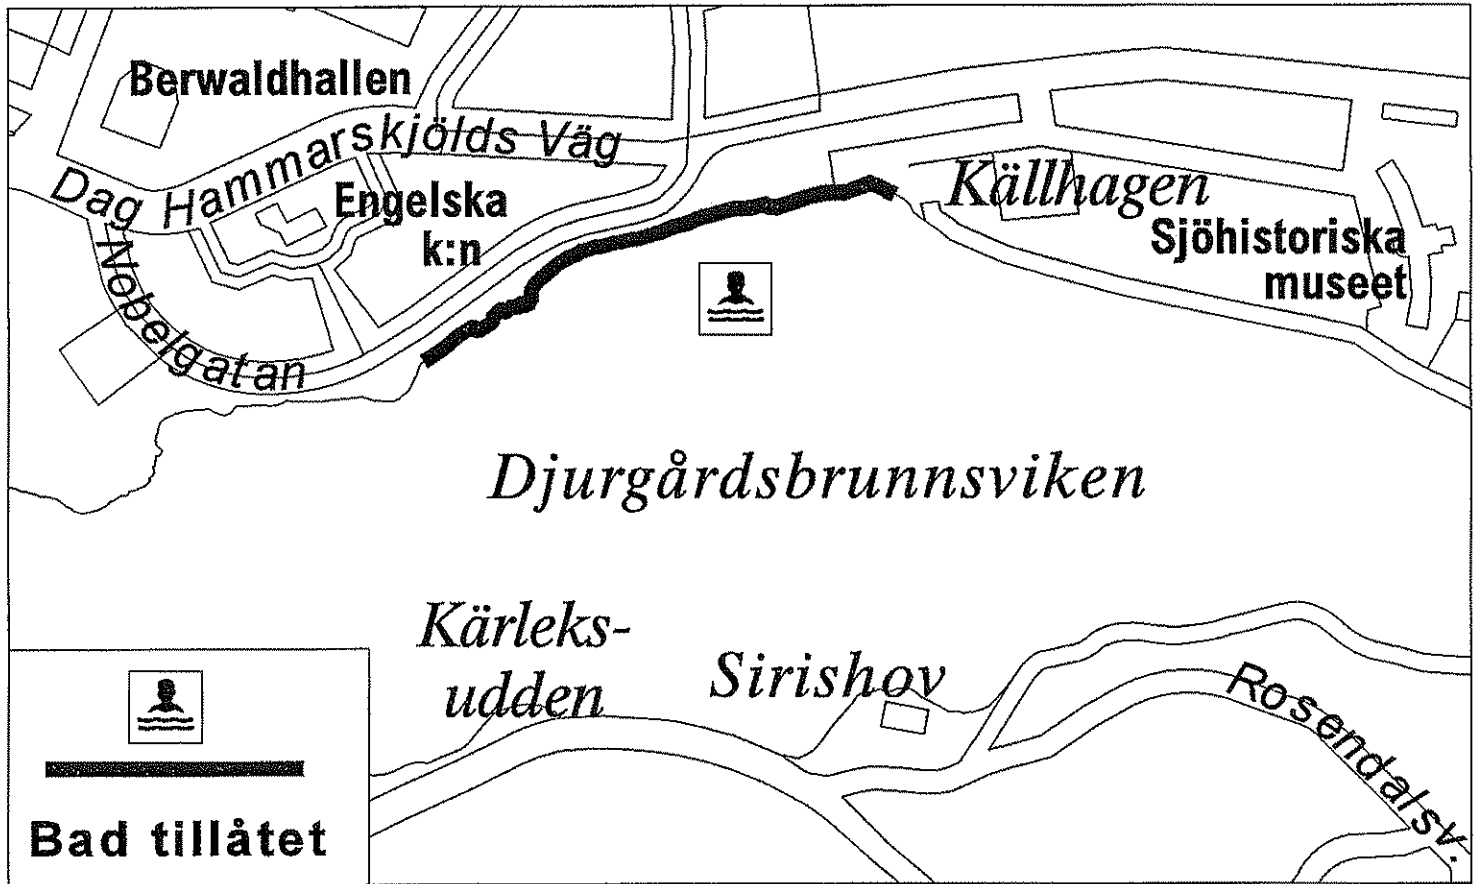 Berwaldhallen
Dag Hammarskjölds Väg
Engelska
k:n
Nobelgatan
Källhagen
Sjöhistoriska
museet
Djurgårdsbrunnsviken
Kärleks-
udden
Sirishov
Rosendalsv.
Bad tillåtet